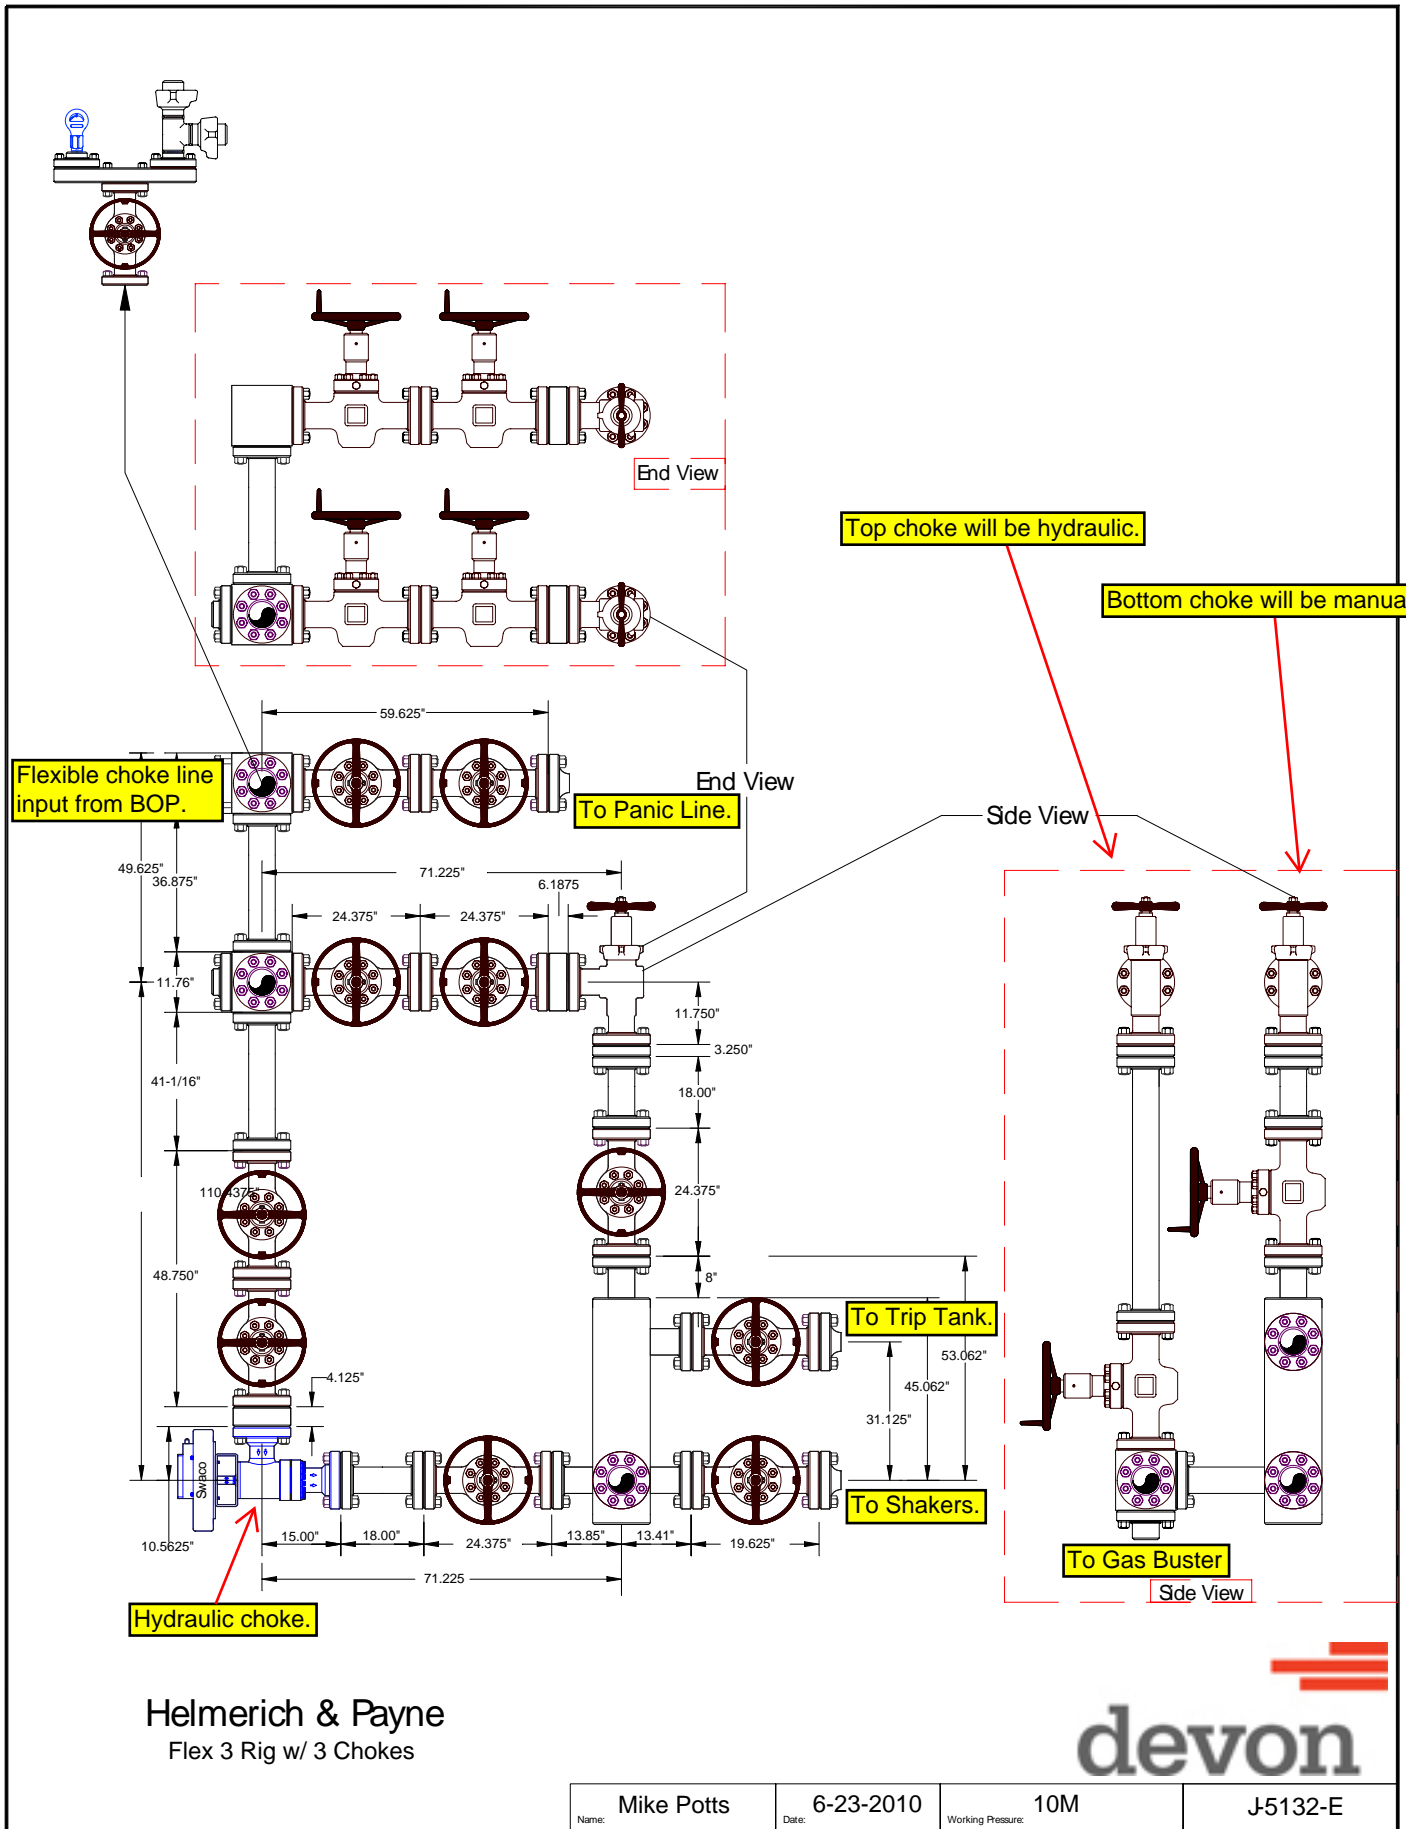 End View
Top choke will be hydraulic.
Bottom choke will be manua
59.625"
Flexible choke line
input from BOP.
End View
To Panic Line.
Side View
49.625"
36.875"
71.225"
6.1875
24.375"
24.375"
11.76"
11.750"
3.250"
41-1/16"
18.00"
110.4375"
24.375"
48.750"
8"
To Trip Tank.
53.062"
4.125"
45.062"
31.125"
Swaco
To Shakers.
10.5625"
15.00"
18.00"
24.375"
13.85"
13.41"
19.625"
To Gas Buster
71.225
Side View
Hydraulic choke.
Helmerich & Payne
Flex 3 Rig w/ 3 Chokes
devon
Name: Mike Potts
Date: 6-23-2010
Working Pressure: 10M
J-5132-E